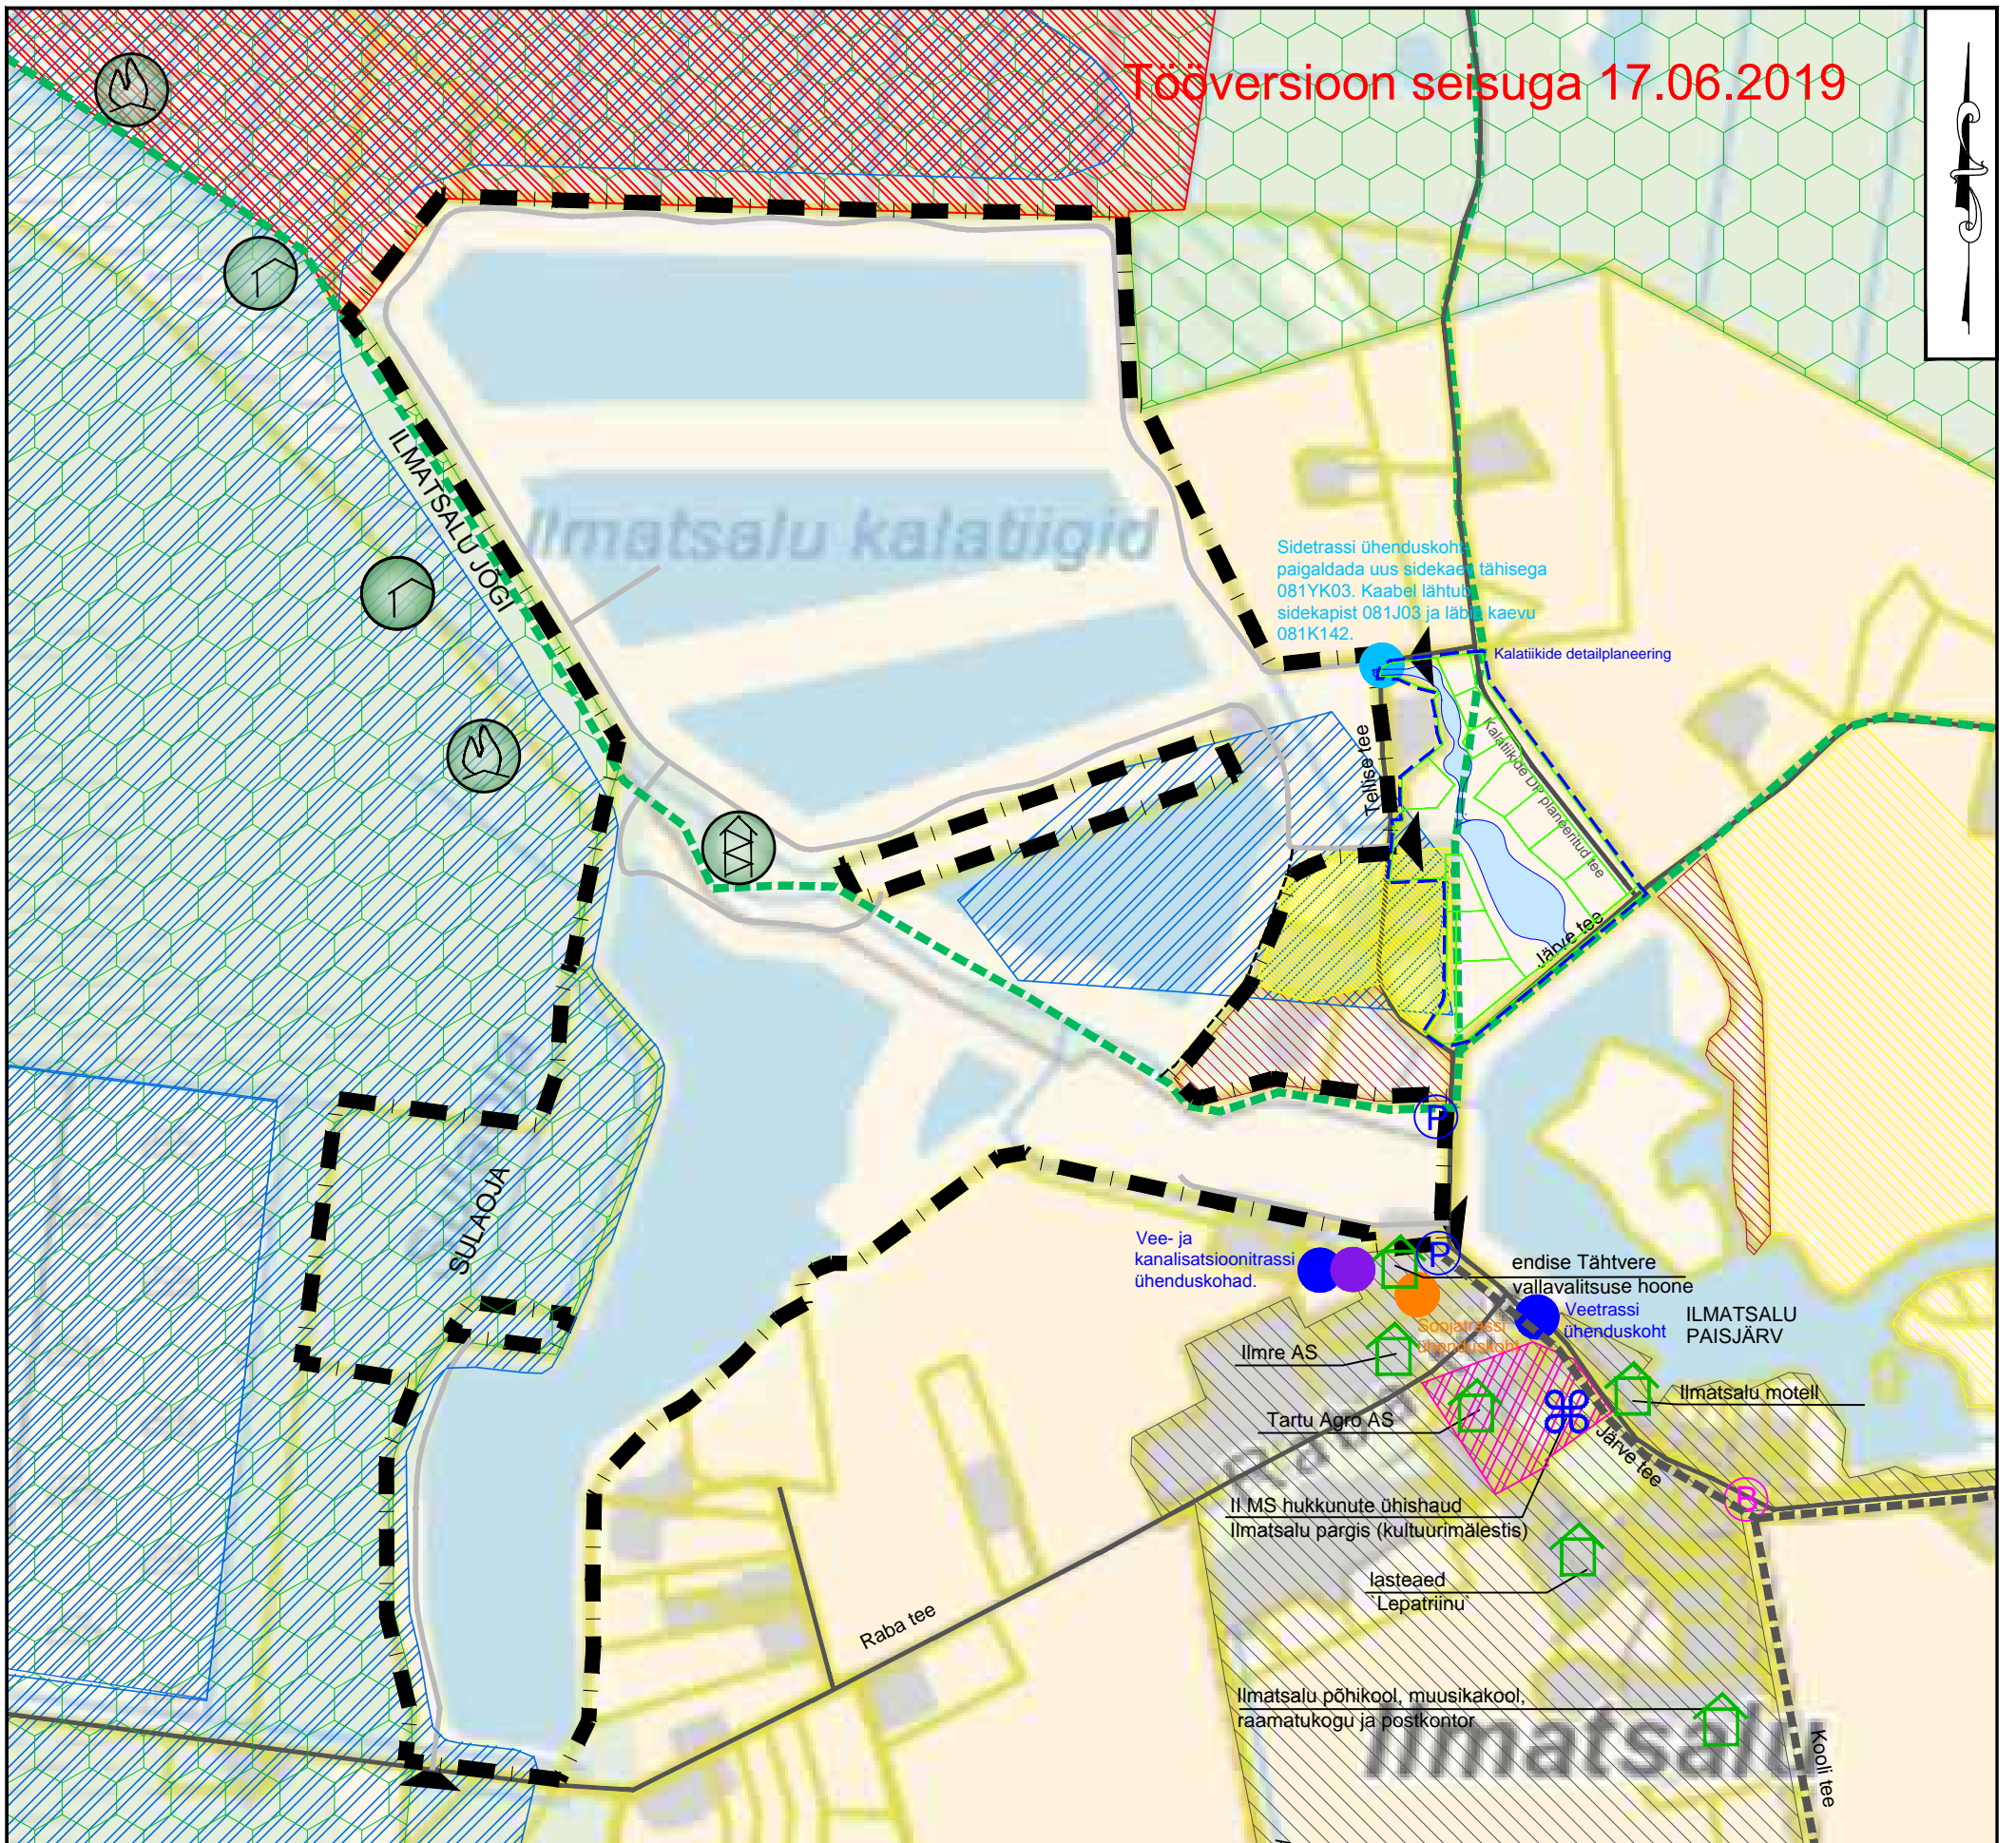 Tööversioon seisuga 17.06.2019
ILMATSALU JÕGI
Ilmatsalu kalatiigid
Sidetrassi ühenduskoht
paigaldada uus sidekaev tähisega
081YK03. Kaabel lähtub
sidekapist 081J03 ja läbib kaevu
081K142.
Kalatiikide detailplaneering
Tellise tee
Kalatiikide DP planeeritud tee
Järve tee
P
SULAOJA
P
Vee- ja
kanalisatsioonitrassi
ühenduskohad.
endise Tähtvere
vallavalitsuse hoone
Veetrassi
ühenduskoht
ILMATSALU
PAISJÄRV
Soojatrassi
ühenduskoht
Ilmre AS
Ilmatsalu motell
Tartu Agro AS
Järve tee
B
II MS hukkunute ühishaud
Ilmatsalu pargis (kultuurimälestis)
lasteaed
`Lepatriinu`
Raba tee
Ilmatsalu põhikool, muusikakool,
raamatukogu ja postkontor
Ilmatsalu
Kooli tee